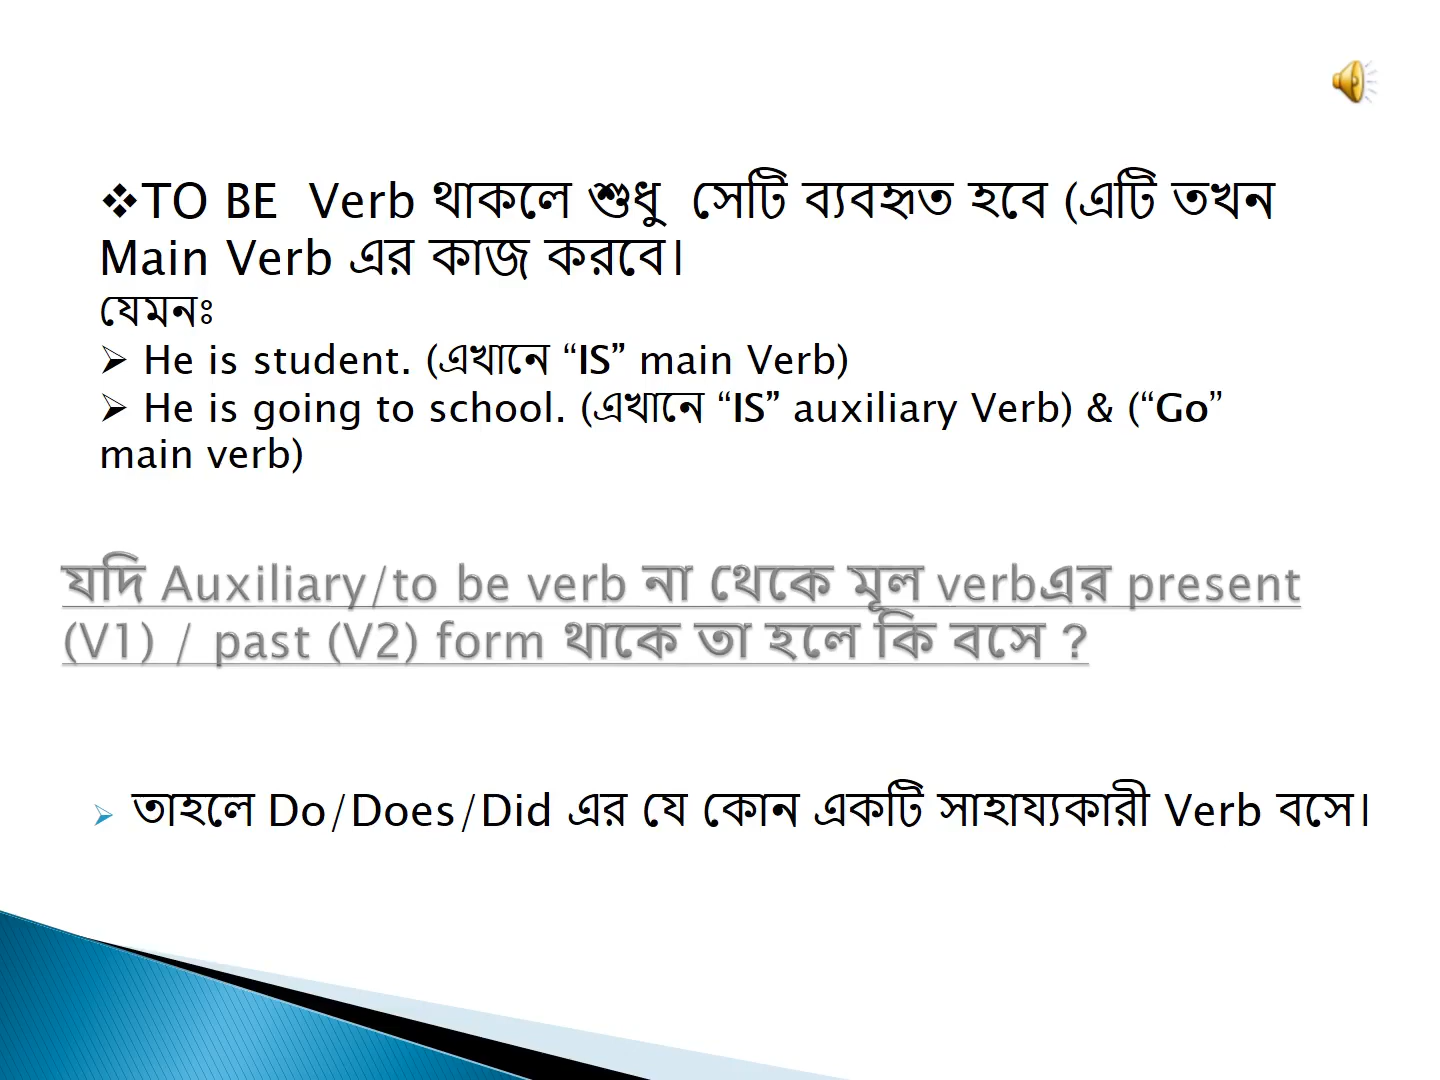 ❖TO BE Verb থাকলে শুধু সেটি ব্যবহৃত হবে (এটি তখন
Main Verb এর কাজ করবে।
যেমনঃ
➢ He is student. (এখানে “IS” main Verb)
➢ He is going to school. (এখানে “IS” auxiliary Verb) & (“Go”
main verb)
যদি Auxiliary/to be verb না থেকে মূল verbএর present
(V1) / past (V2) form থাকে তা হলে কি বসে ?
➢ তাহলে Do/Does/Did এর যে কোন একটি সাহায্যকারী Verb বসে।